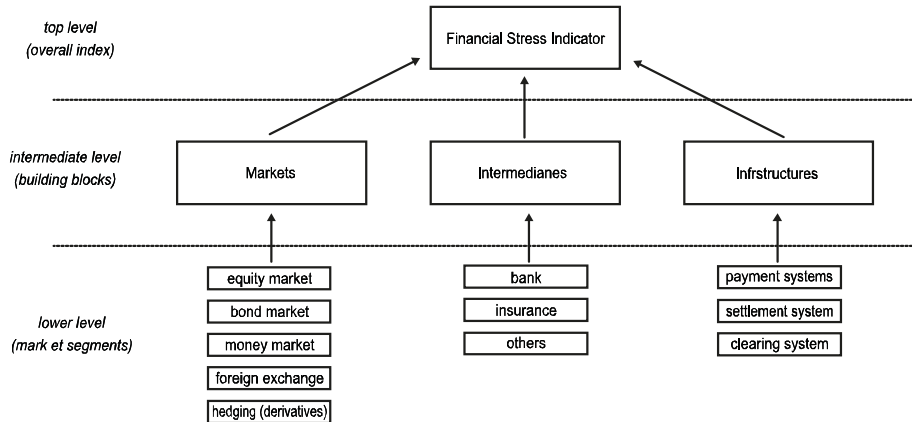 top level
(overall index)
Financial Stress Indicator
intermediate level
(building blocks)
Markets
Intermedianes
Infrstructures
lower level
(mark et segments)
equity market
bond market
money market
foreign exchange
hedging (derivatives)
bank
insurance
others
payment systems
settlement system
clearing system